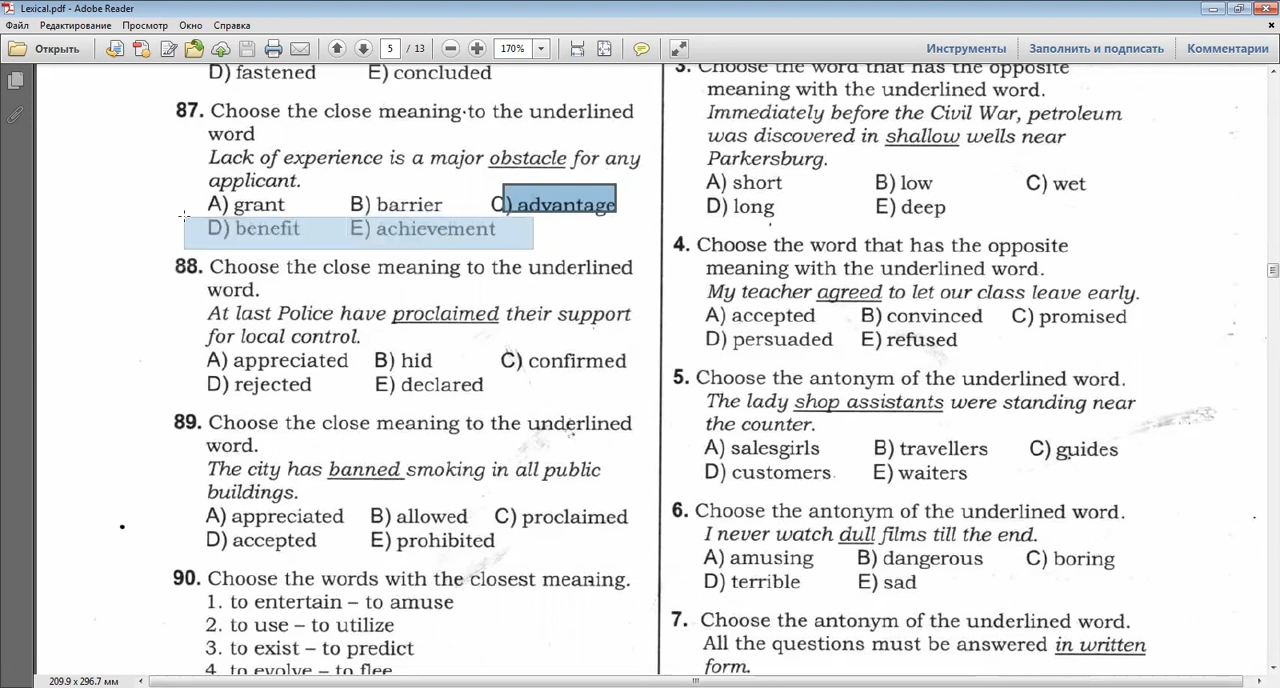 Lexical.pdf - Adobe Reader
Файл Редактирование Просмотр Окно Справка
Открыть 5 / 13 170% Инструменты Заполнить и подписать Комментарии
D) fastened E) concluded
87. Choose the close meaning to the underlined
word
Lack of experience is a major obstacle for any
applicant.
A) grant B) barrier C) advantage
D) benefit E) achievement
88. Choose the close meaning to the underlined
word.
At last Police have proclaimed their support
for local control.
A) appreciated B) hid C) confirmed
D) rejected E) declared
89. Choose the close meaning to the underlined
word.
The city has banned smoking in all public
buildings.
A) appreciated B) allowed C) proclaimed
D) accepted E) prohibited
90. Choose the words with the closest meaning.
1. to entertain – to amuse
2. to use – to utilize
3. to exist – to predict
4. to evolve – to flee
3. Choose the word that has the opposite
meaning with the underlined word.
Immediately before the Civil War, petroleum
was discovered in shallow wells near
Parkersburg.
A) short B) low C) wet
D) long E) deep
4. Choose the word that has the opposite
meaning with the underlined word.
My teacher agreed to let our class leave early.
A) accepted B) convinced C) promised
D) persuaded E) refused
5. Choose the antonym of the underlined word.
The lady shop assistants were standing near
the counter.
A) salesgirls B) travellers C) guides
D) customers E) waiters
6. Choose the antonym of the underlined word.
I never watch dull films till the end.
A) amusing B) dangerous C) boring
D) terrible E) sad
7. Choose the antonym of the underlined word.
All the questions must be answered in written
form.
209.9 x 296.7 мм